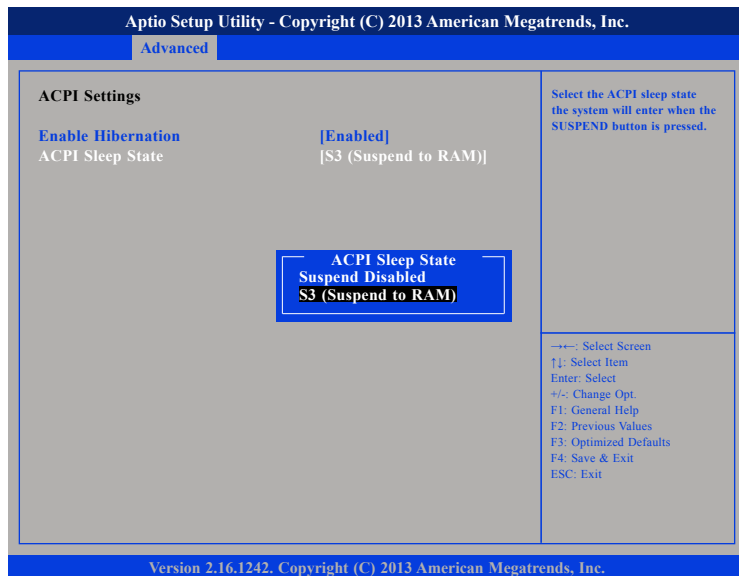 Aptio Setup Utility - Copyright (C) 2013 American Megatrends, Inc.
Advanced
ACPI Settings
Enable Hibernation [Enabled]
ACPI Sleep State [S3 (Suspend to RAM)]
ACPI Sleep State
Suspend Disabled
S3 (Suspend to RAM)
Select the ACPI sleep state
the system will enter when the
SUSPEND button is pressed.
→←: Select Screen
↑↓: Select Item
Enter: Select
+/-: Change Opt.
F1: General Help
F2: Previous Values
F3: Optimized Defaults
F4: Save & Exit
ESC: Exit
Version 2.16.1242. Copyright (C) 2013 American Megatrends, Inc.